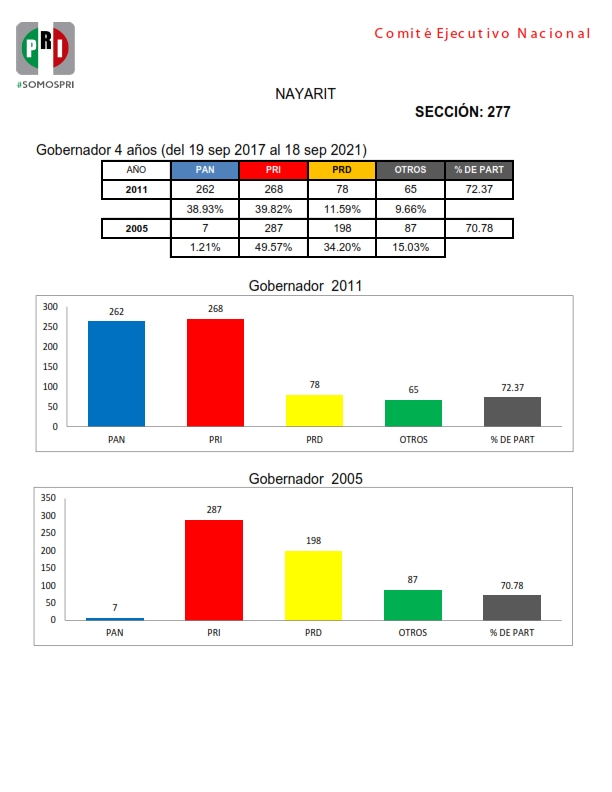 Comité Ejecutivo Nacional
PRI
#SOMOSPRI
NAYARIT
SECCIÓN: 277
Gobernador 4 años (del 19 sep 2017 al 18 sep 2021)
AÑO PAN PRI PRD OTROS % DE PART
2011 262 268 78 65 72.37
38.93% 39.82% 11.59% 9.66%
2005 7 287 198 87 70.78
1.21% 49.57% 34.20% 15.03%
Gobernador 2011
300
250
200
150
100
50
0
262 268 78 65 72.37
PAN PRI PRD OTROS % DE PART
Gobernador 2005
350
300
250
200
150
100
50
0
7 287 198 87 70.78
PAN PRI PRD OTROS % DE PART